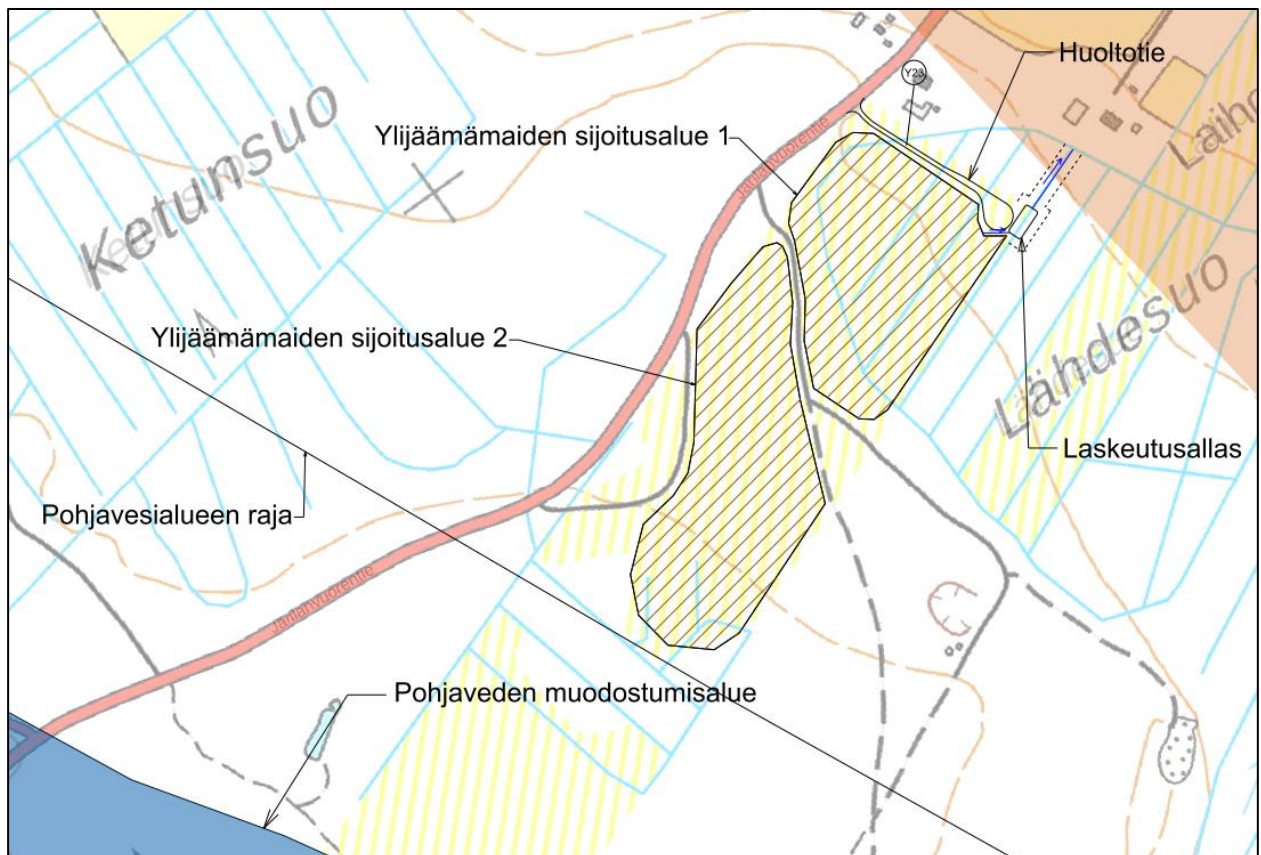 Huoltotie
Y23
Ylijäämämaiden sijoitusalue 1
Ketunsuo
Ylijäämämaiden sijoitusalue 2
Lähdesuo
Laskeutusallas
Pohjavesialueen raja
Pohjaveden muodostumisalue